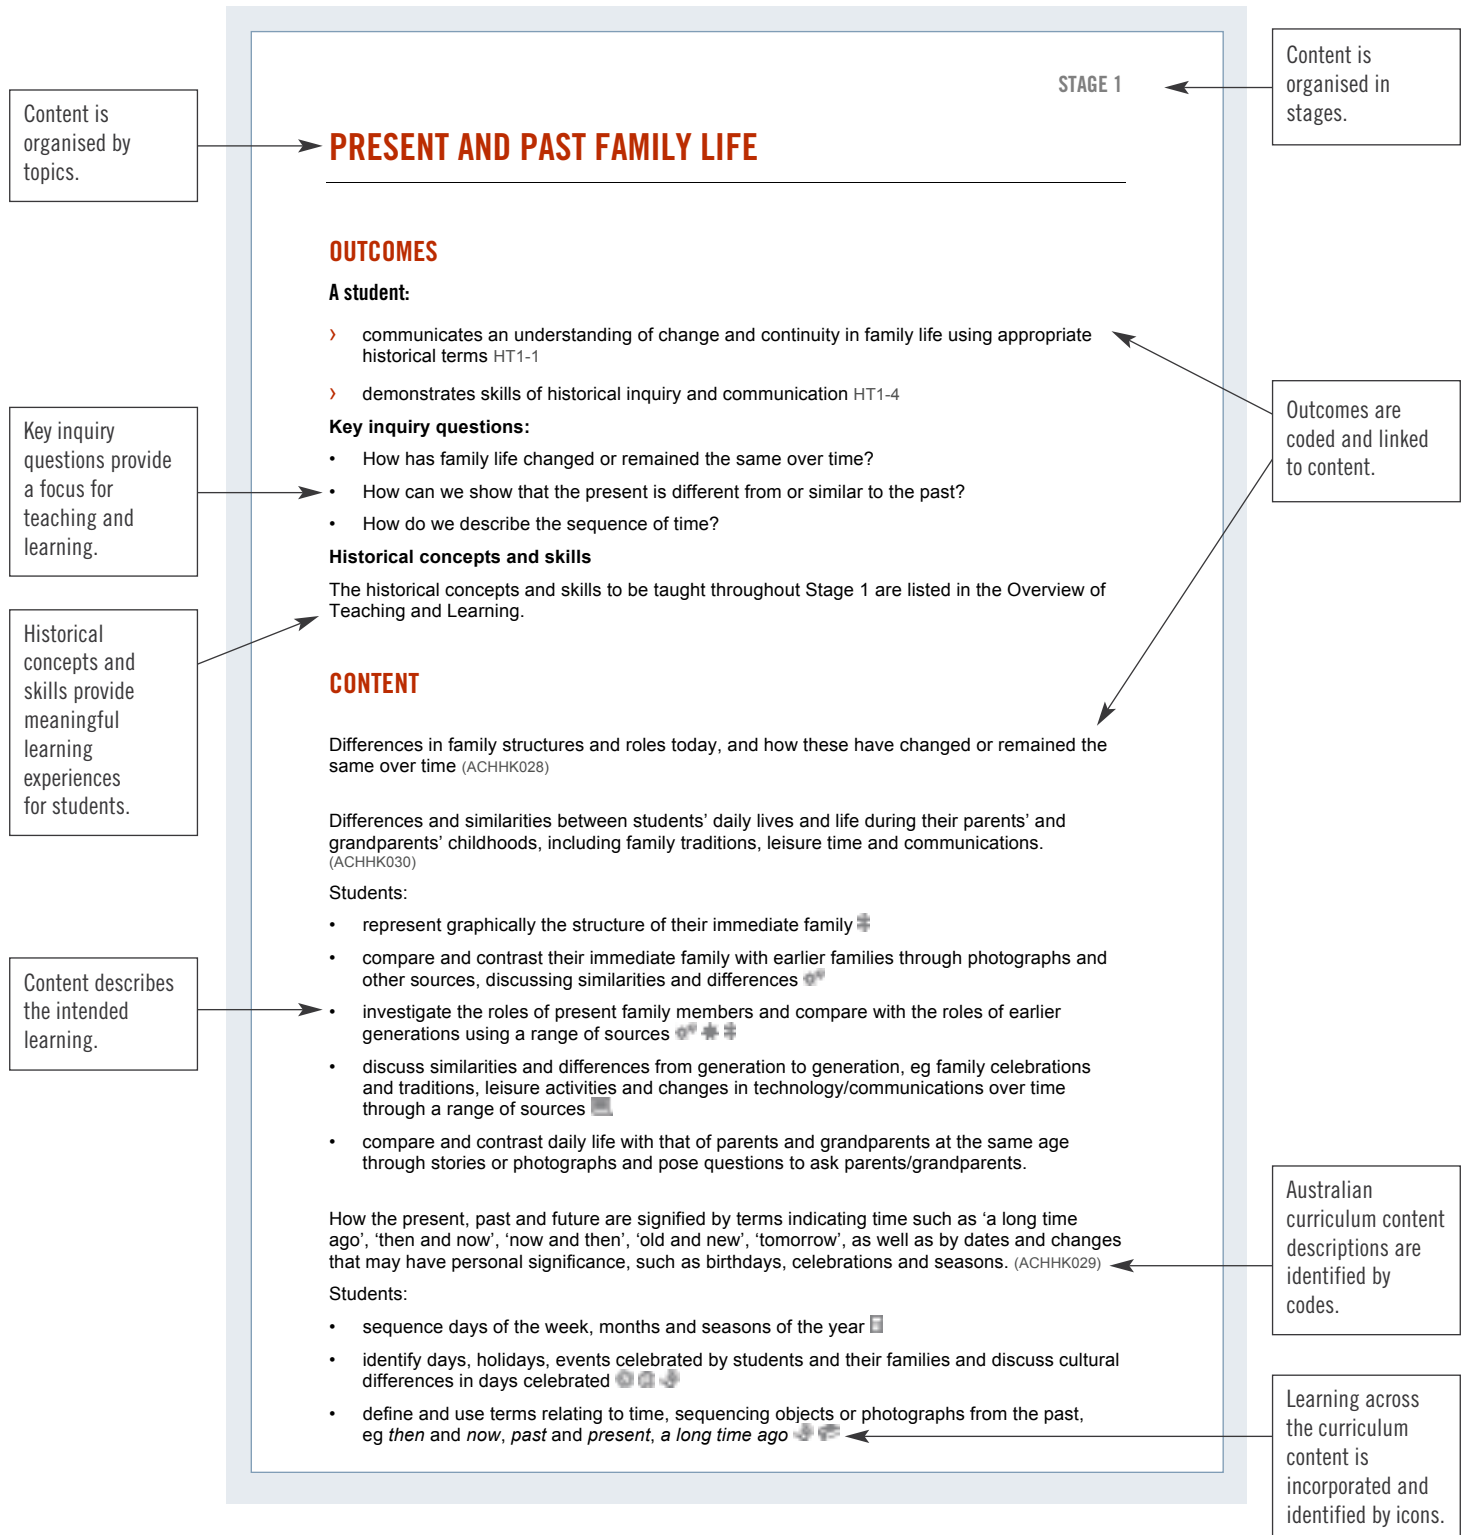 Content is
organised by
topics.
Key inquiry
questions provide
a focus for
teaching and
learning.
Historical
concepts and
skills provide
meaningful
learning
experiences
for students.
Content describes
the intended
learning.
STAGE 1
PRESENT AND PAST FAMILY LIFE
OUTCOMES
A student:
› communicates an understanding of change and continuity in family life using appropriate
historical terms HT1-1
› demonstrates skills of historical inquiry and communication HT1-4
Key inquiry questions:
• How has family life changed or remained the same over time?
• How can we show that the present is different from or similar to the past?
• How do we describe the sequence of time?
Historical concepts and skills
The historical concepts and skills to be taught throughout Stage 1 are listed in the Overview of
Teaching and Learning.
CONTENT
Differences in family structures and roles today, and how these have changed or remained the
same over time (ACHHK028)
Differences and similarities between students’ daily lives and life during their parents’ and
grandparents’ childhoods, including family traditions, leisure time and communications.
(ACHHK030)
Students:
• represent graphically the structure of their immediate family
• compare and contrast their immediate family with earlier families through photographs and
other sources, discussing similarities and differences
• investigate the roles of present family members and compare with the roles of earlier
generations using a range of sources
• discuss similarities and differences from generation to generation, eg family celebrations
and traditions, leisure activities and changes in technology/communications over time
through a range of sources
• compare and contrast daily life with that of parents and grandparents at the same age
through stories or photographs and pose questions to ask parents/grandparents.
How the present, past and future are signified by terms indicating time such as ‘a long time
ago’, ‘then and now’, ‘now and then’, ‘old and new’, ‘tomorrow’, as well as by dates and changes
that may have personal significance, such as birthdays, celebrations and seasons. (ACHHK029)
Students:
• sequence days of the week, months and seasons of the year
• identify days, holidays, events celebrated by students and their families and discuss cultural
differences in days celebrated
• define and use terms relating to time, sequencing objects or photographs from the past,
eg then and now, past and present, a long time ago
Content is
organised in
stages.
Outcomes are
coded and linked
to content.
Australian
curriculum content
descriptions are
identified by
codes.
Learning across
the curriculum
content is
incorporated and
identified by icons.